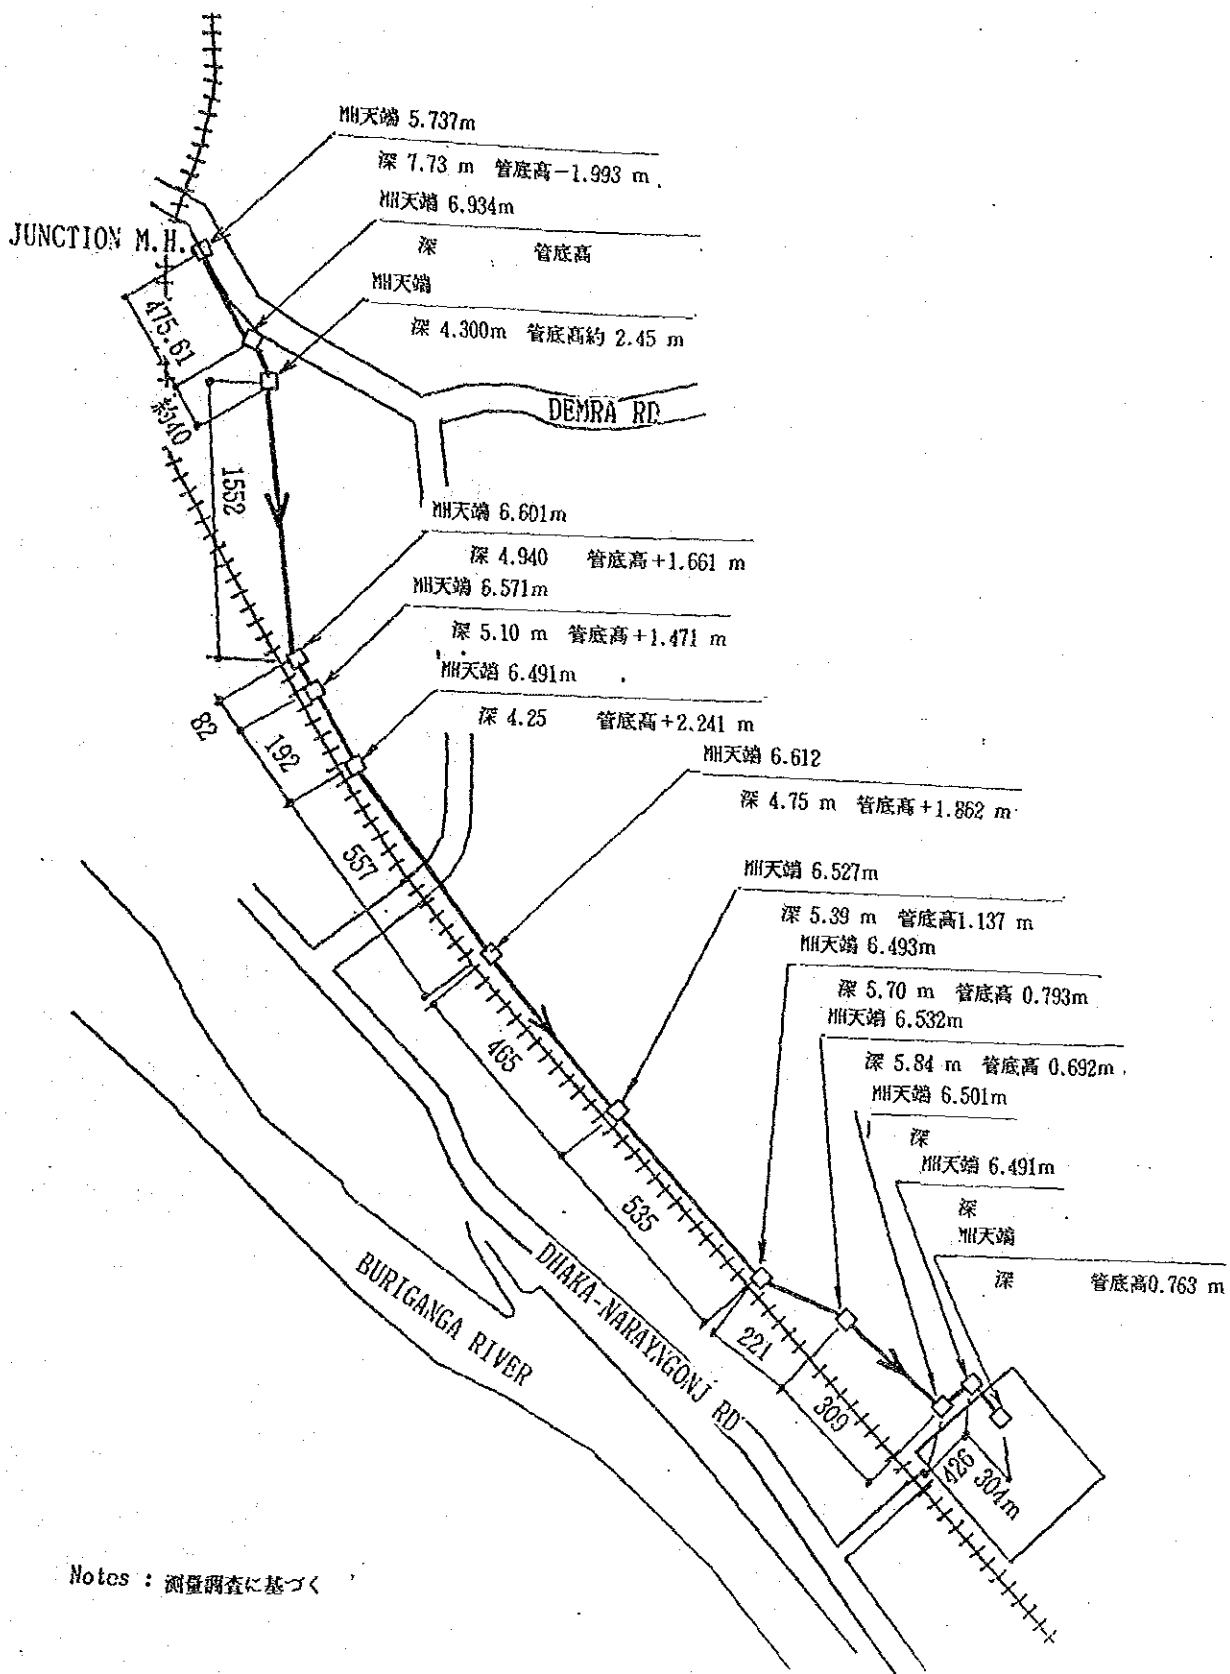 MH天端 5.737m
深 7.73 m 管底高-1.993 m
MH天端 6.934m
JUNCTION M.H.
深 管底高
MH天端
475.61
深 4.300m 管底高約 2.45 m
約40
DEMRA RD
1552
MH天端 6.601m
深 4.940 管底高+1.661 m
MH天端 6.571m
深 5.10 m 管底高+1.471 m
MH天端 6.491m
82
深 4.25 管底高+2.241 m
192
MH天端 6.612
深 4.75 m 管底高+1.862 m
557
MH天端 6.527m
深 5.39 m 管底高1.137 m
MH天端 6.493m
深 5.70 m 管底高 0.793m
MH天端 6.532m
465
深 5.84 m 管底高 0.692m
MH天端 6.501m
深
MH天端 6.491m
深
535
MH天端
深 管底高0.763 m
BURIGANGA RIVER
DHAKA-NARAYNGONJ RD
221
309
426
304m
Notes : 測量調査に基づく